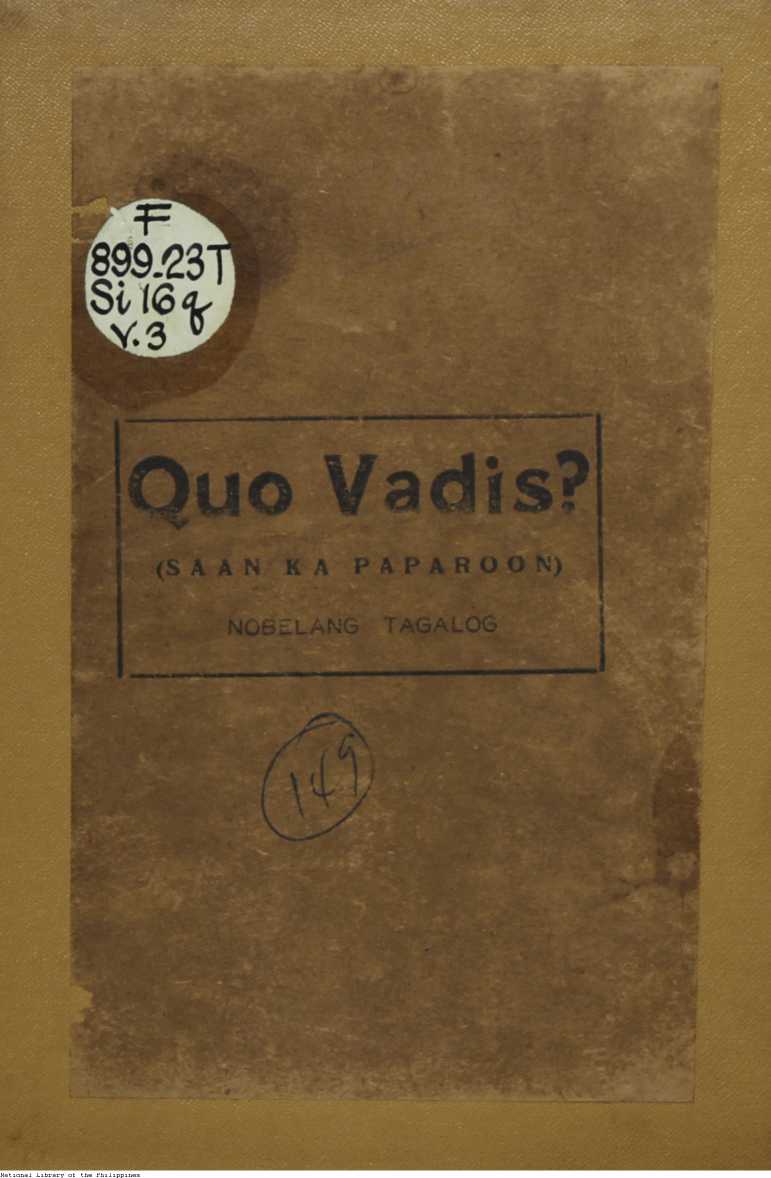 F
899.23T
Si 16q
v.3
Quo Vadis?
(SAAN KA PAPAROON)
NOBELANG TAGALOG
149
National Library of the Philippines